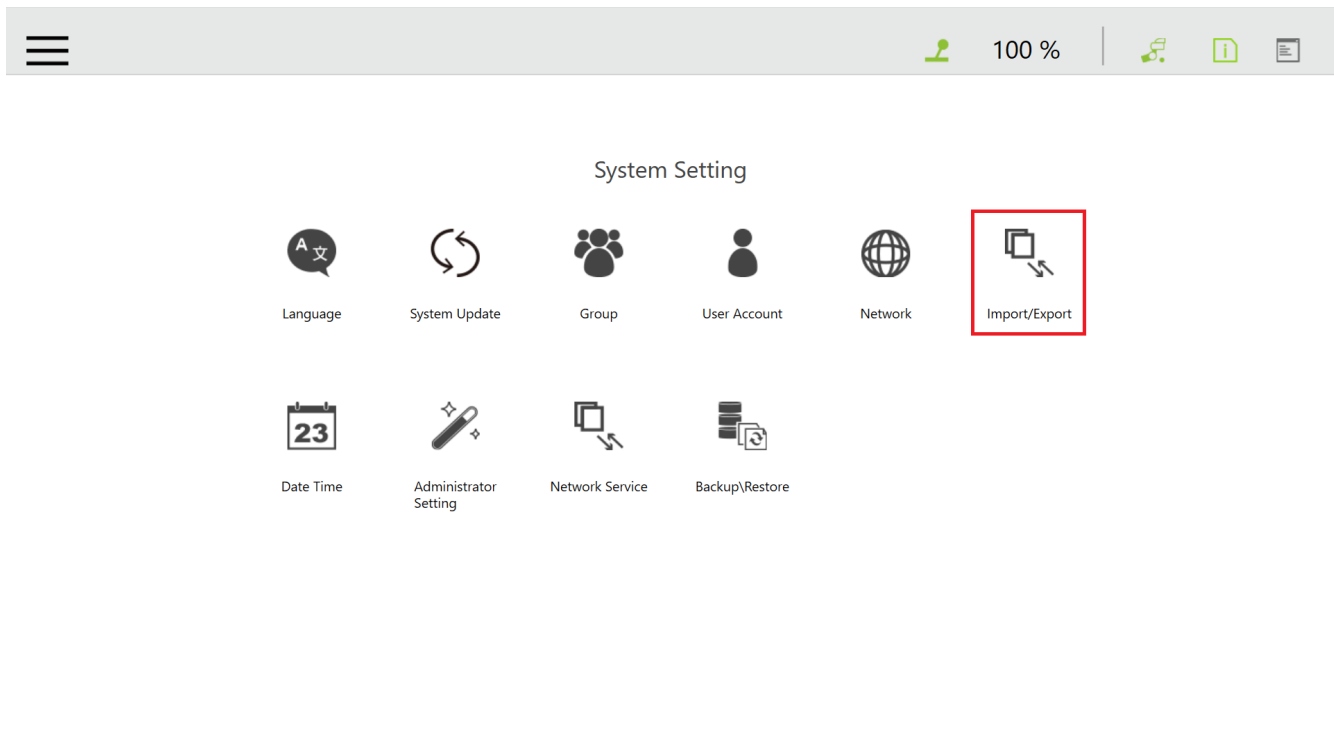 100 %
System Setting
A 文
Language
System Update
Group
User Account
Network
Import/Export
23
Date Time
Administrator
Setting
Network Service
Backup\Restore